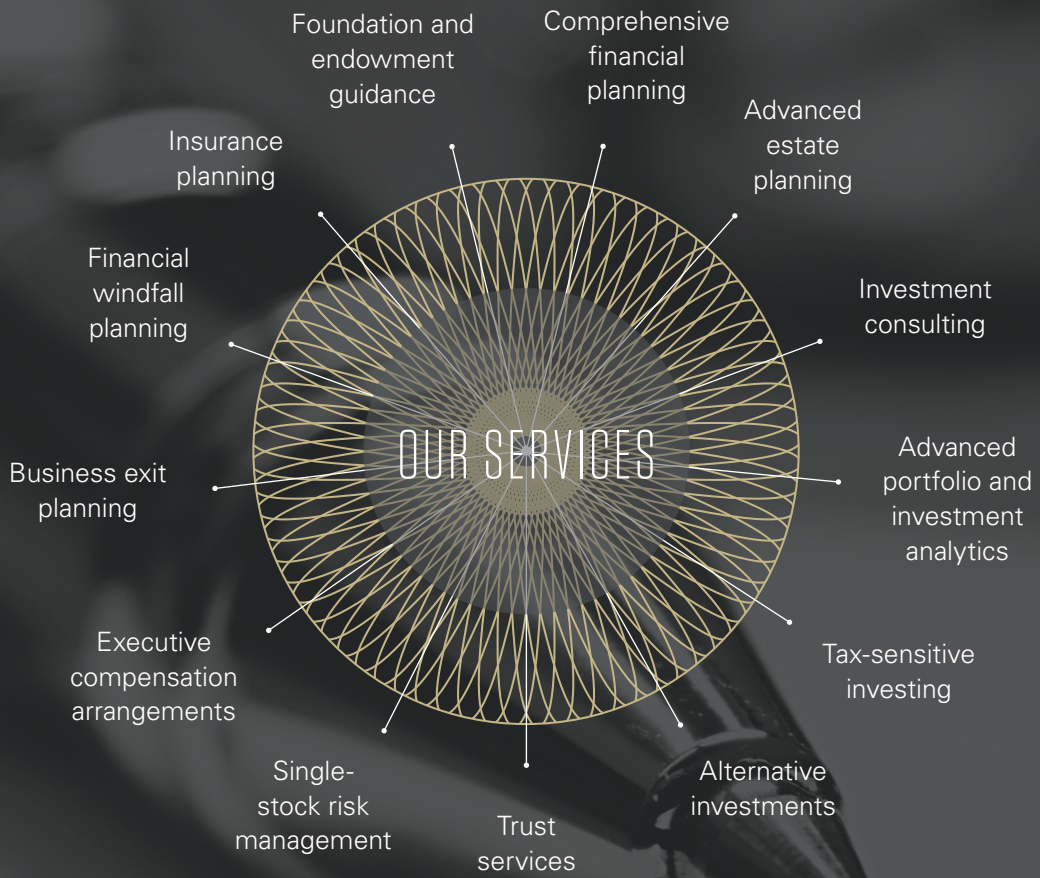 Foundation and
endowment
guidance
Comprehensive
financial
planning
Advanced
estate
planning
Investment
consulting
Advanced
portfolio and
investment
analytics
Tax-sensitive
investing
Alternative
investments
Trust
services
Single-
stock risk
management
Executive
compensation
arrangements
Business exit
planning
Financial
windfall
planning
Insurance
planning
OUR SERVICES